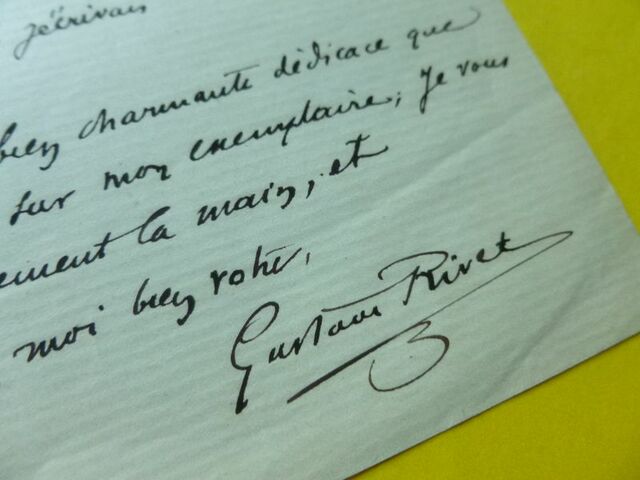 j'écrivais
bien charmante dédicace que
sur mon exemplaire; je vous
ement la main, et
moi bien votre,
Gustave Rivet